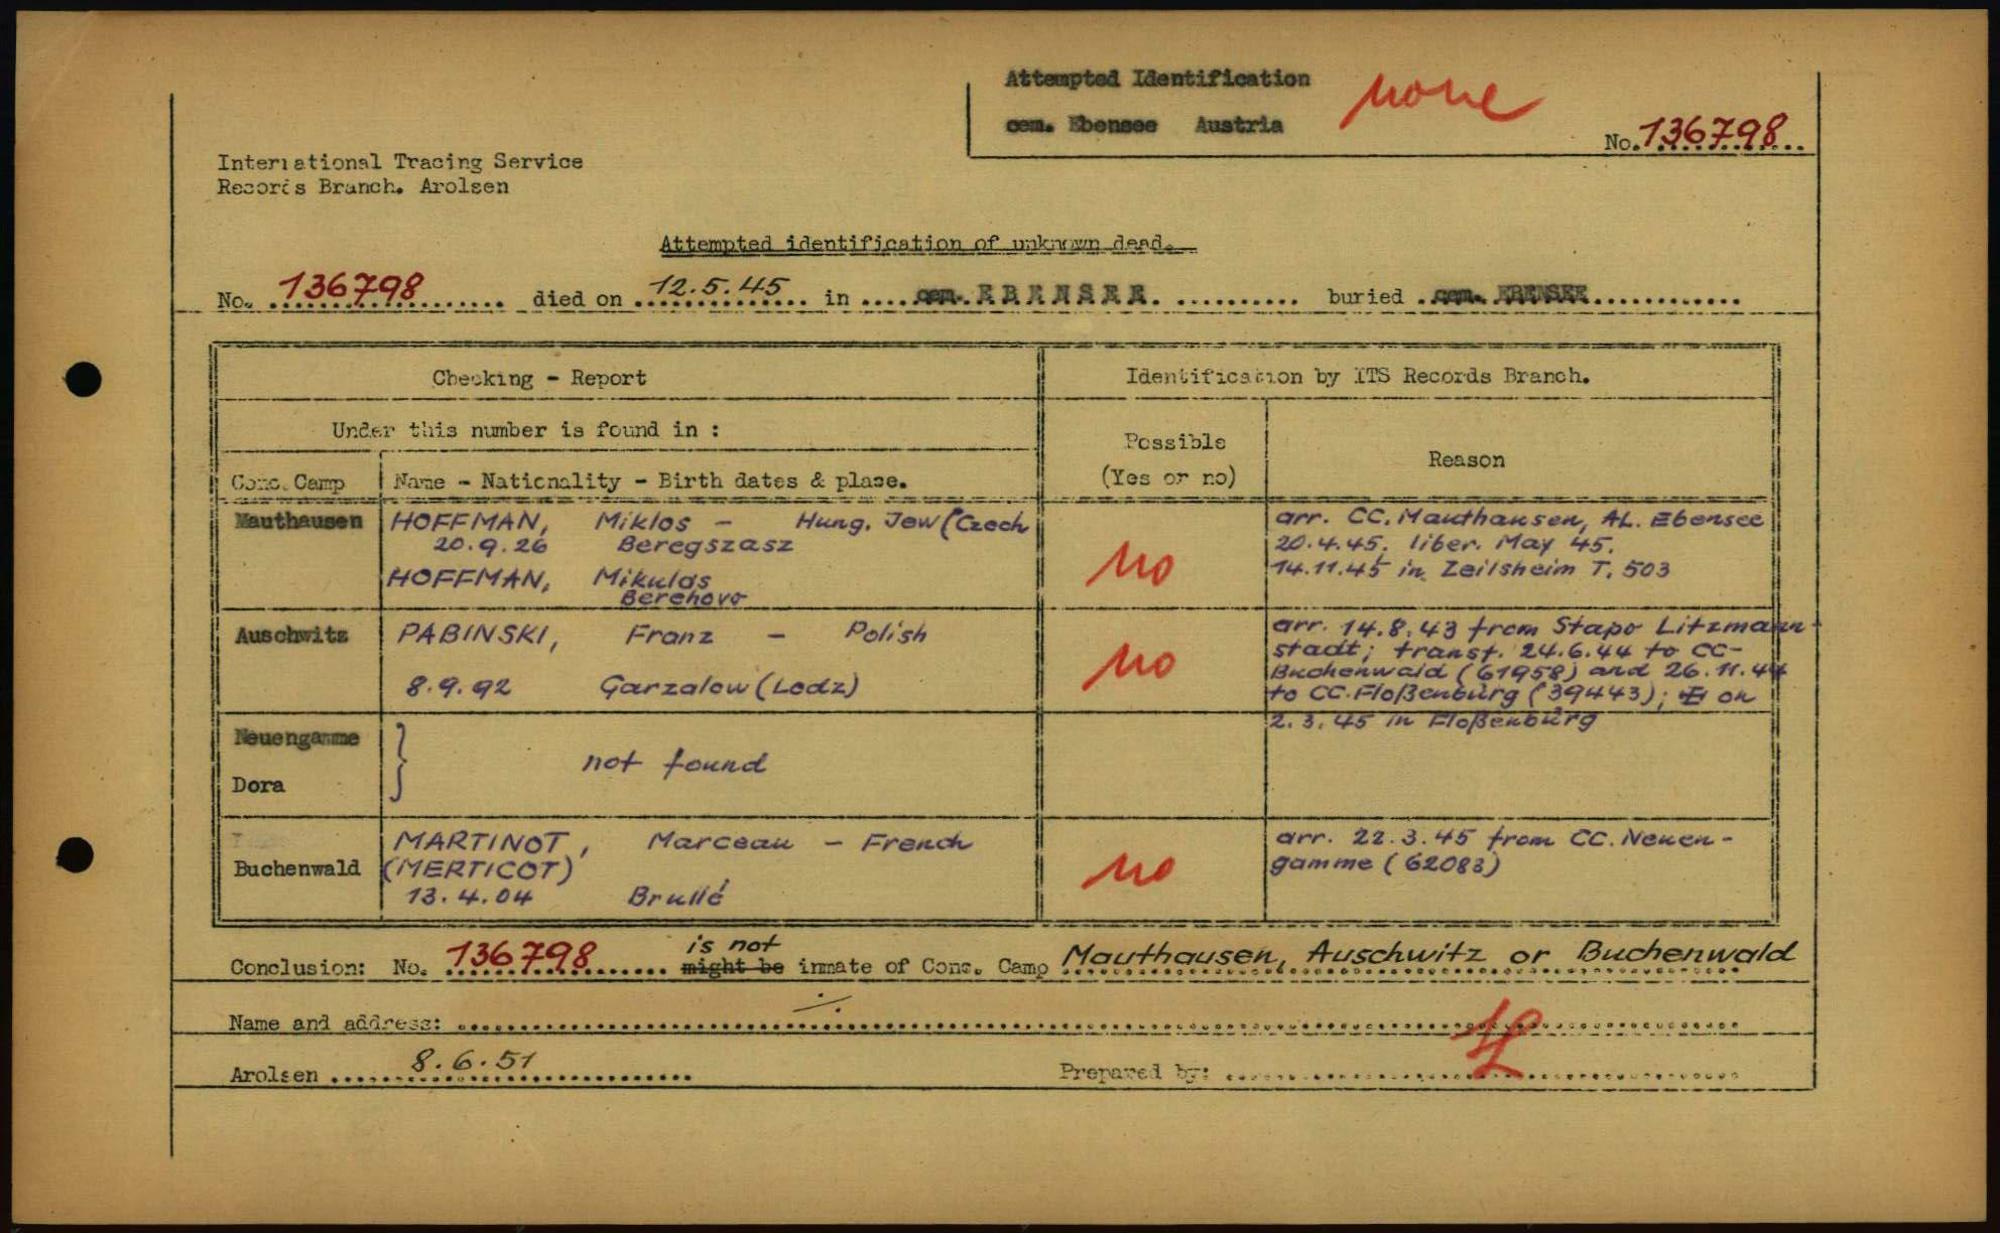 Attempted Identification
none
cem. Ebensee Austria
No. 136798
International Tracing Service
Records Branch. Arolsen
Attempted identification of unknown dead.
No. 136798 died on 12.5.45 in cem. EBENSEE. buried cem. EBENSEE
Checking - Report
Identification by ITS Records Branch.
Under this number is found in :
Possible
(Yes or no)
Reason
Conc. Camp
Name - Nationality - Birth dates & place.
Mauthausen
HOFFMAN, Miklos - Hung. Jew (Czech
20.9.26 Beregszasz
HOFFMAN, Mikulas
Berehovo
no
arr. CC. Mauthausen, AL. Ebensee
20.4.45. liber. May 45.
14.11.45 in Zeilsheim T. 503
Auschwitz
PABINSKI, Franz - Polish
8.9.92 Garzalow (Lodz)
no
arr. 14.8.43 from Stapo Litzmann-
stadt; transf. 24.6.44 to CC-
Buchenwald (61958) and 26.11.44
to CC. Floßenbürg (39443); on
2.3.45 in Floßenbürg
Neuengamme
Dora
not found
Buchenwald
MARTINOT, Marceau - French
(MERTICOT)
13.4.04 Brullé
no
arr. 22.3.45 from CC. Neuen-
gamme (62083)
is not
Conclusion: No. 136798 might be inmate of Conc. Camp Mauthausen, Auschwitz or Buchenwald
Name and address:
Arolsen 8.6.51
Prepared by: